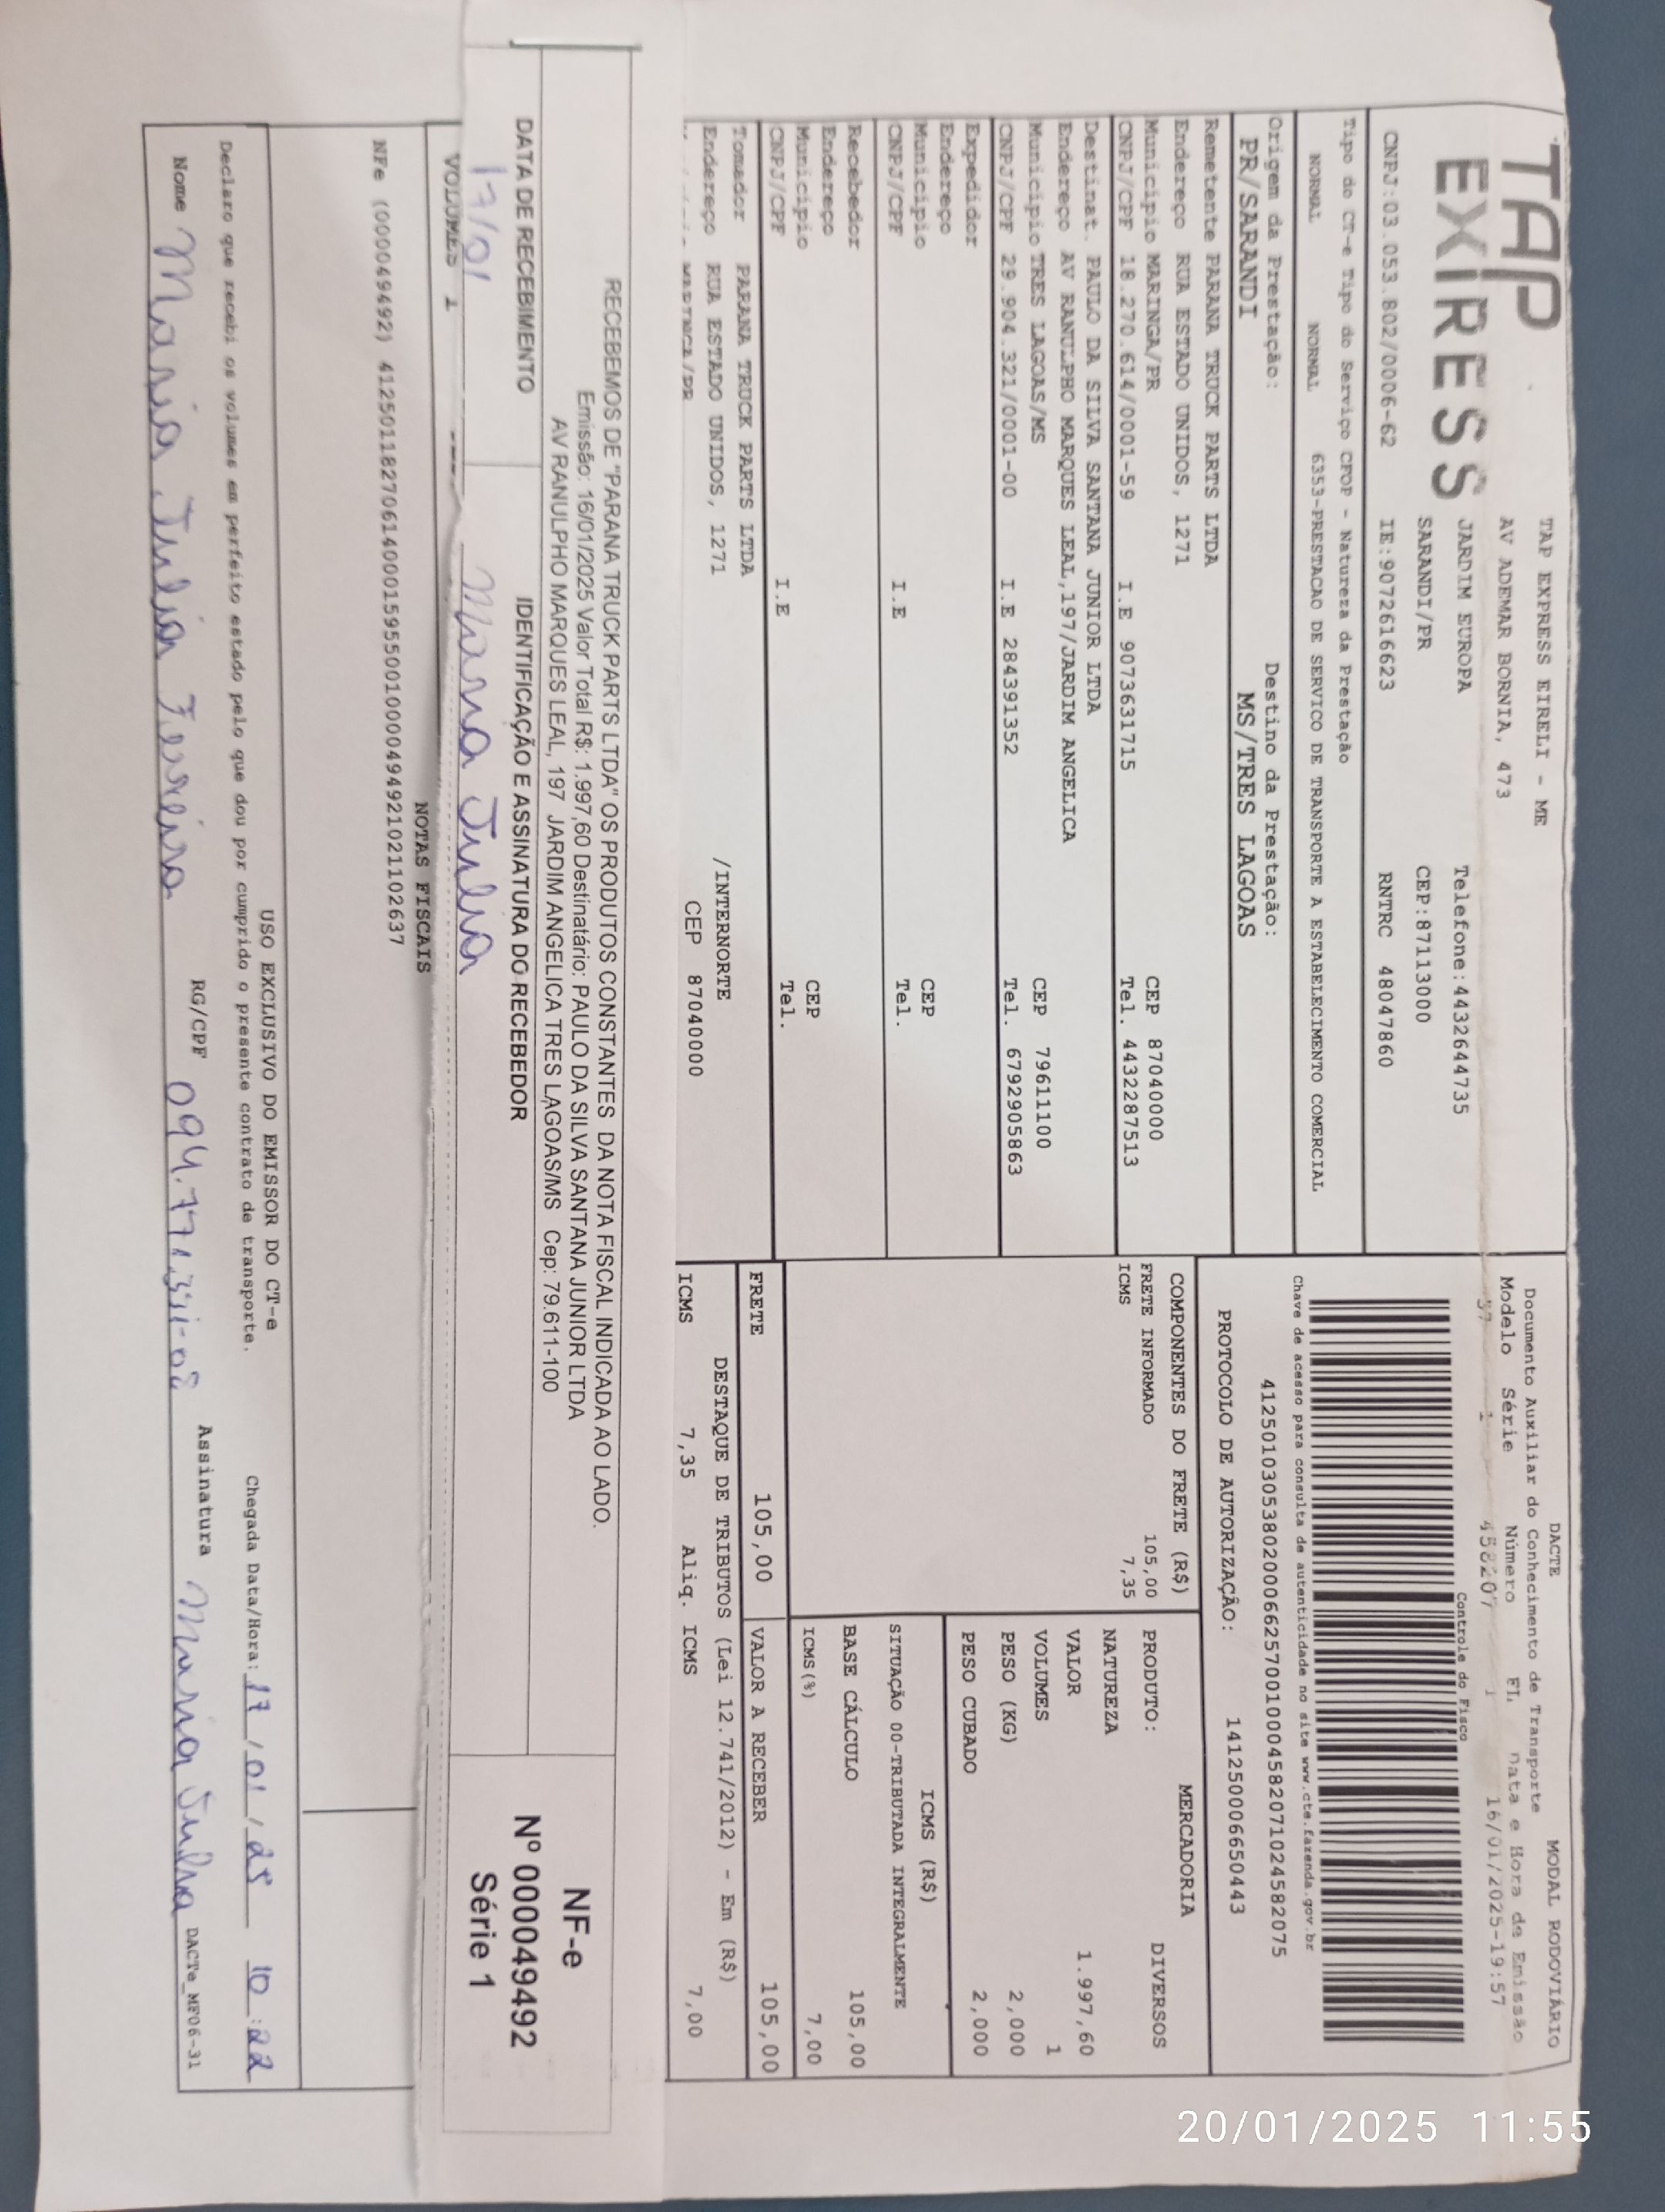 TAP
EXPRESS
TAP EXPRESS EIRELI - ME
AV ADEMAR BORNIA, 473
JARDIM EUROPA Telefone:4432644735
SARANDI/PR CEP:87113000
CNPJ:03.053.802/0006-62 IE:9072616623 RNTRC 48047860
DACTE MODAL RODOVIÁRIO
Documento Auxiliar do Conhecimento de Transporte
Modelo Série Número FL Data e Hora de Emissão
57 1 458207 1 16/01/2025-19:57
Controle do Fisco
Chave de acesso para consulta de autenticidade no site www.cte.fazenda.gov.br
41250103053802000662570010004582071024582075
Tipo do CT-e Tipo do Serviço CFOP - Natureza da Prestação
NORMAL NORMAL 6353-PRESTACAO DE SERVICO DE TRANSPORTE A ESTABELECIMENTO COMERCIAL
PROTOCOLO DE AUTORIZAÇÃO: 141250006650443
Origem da Prestação: Destino da Prestação:
PR/SARANDI MS/TRES LAGOAS
Remetente PARANA TRUCK PARTS LTDA
Endereço RUA ESTADO UNIDOS, 1271
Município MARINGA/PR CEP 87040000
CNPJ/CPF 18.270.614/0001-59 I.E 9073631715 Tel. 4432287513
Destinat. PAULO DA SILVA SANTANA JUNIOR LTDA
Endereço AV RANULPHO MARQUES LEAL,197/JARDIM ANGELICA
Município TRES LAGOAS/MS CEP 79611100
CNPJ/CPF 29.904.321/0001-00 I.E 284391352 Tel. 6792905863
Expedidor
Endereço
Município CEP
CNPJ/CPF I.E Tel.
Recebedor
Endereço
Município CEP
CNPJ/CPF I.E Tel.
Tomador PARANA TRUCK PARTS LTDA
Endereço RUA ESTADO UNIDOS, 1271 /INTERNORTE
CEP 87040000
COMPONENTES DO FRETE (R$)
FRETE INFORMADO 105,00
ICMS 7,35
MERCADORIA
PRODUTO: DIVERSOS
NATUREZA
VALOR 1.997,60
VOLUMES 1
PESO (KG) 2,000
PESO CUBADO 2,000
ICMS (R$)
SITUAÇÃO 00-TRIBUTADA INTEGRALMENTE
BASE CÁLCULO 105,00
ICMS(%) 7,00
FRETE 105,00 VALOR A RECEBER 105,00
DESTAQUE DE TRIBUTOS (Lei 12.741/2012) - Em (R$)
ICMS 7,35 Aliq. ICMS 7,00
RECEBEMOS DE "PARANA TRUCK PARTS LTDA" OS PRODUTOS CONSTANTES DA NOTA FISCAL INDICADA AO LADO.
Emissão: 16/01/2025 Valor Total R$: 1.997,60 Destinatário: PAULO DA SILVA SANTANA JUNIOR LTDA
AV RANULPHO MARQUES LEAL, 197 JARDIM ANGELICA TRES LAGOAS/MS Cep: 79.611-100
DATA DE RECEBIMENTO IDENTIFICAÇÃO E ASSINATURA DO RECEBEDOR
17/01 Maria Julia
NF-e
Nº 000049492
Série 1
VOLUMES 1
NOTAS FISCAIS
NFe (000049492) 41250118270614000159550010000494921021102637
USO EXCLUSIVO DO EMISSOR DO CT-e
Declaro que recebi os volumes em perfeito estado pelo que dou por cumprido o presente contrato de transporte. Chegada Data/Hora: 17/01/25 10:22
Nome Maria Julia Ferreira RG/CPF Assinatura Maria Julia DACTe_MF06-31
20/01/2025 11:55